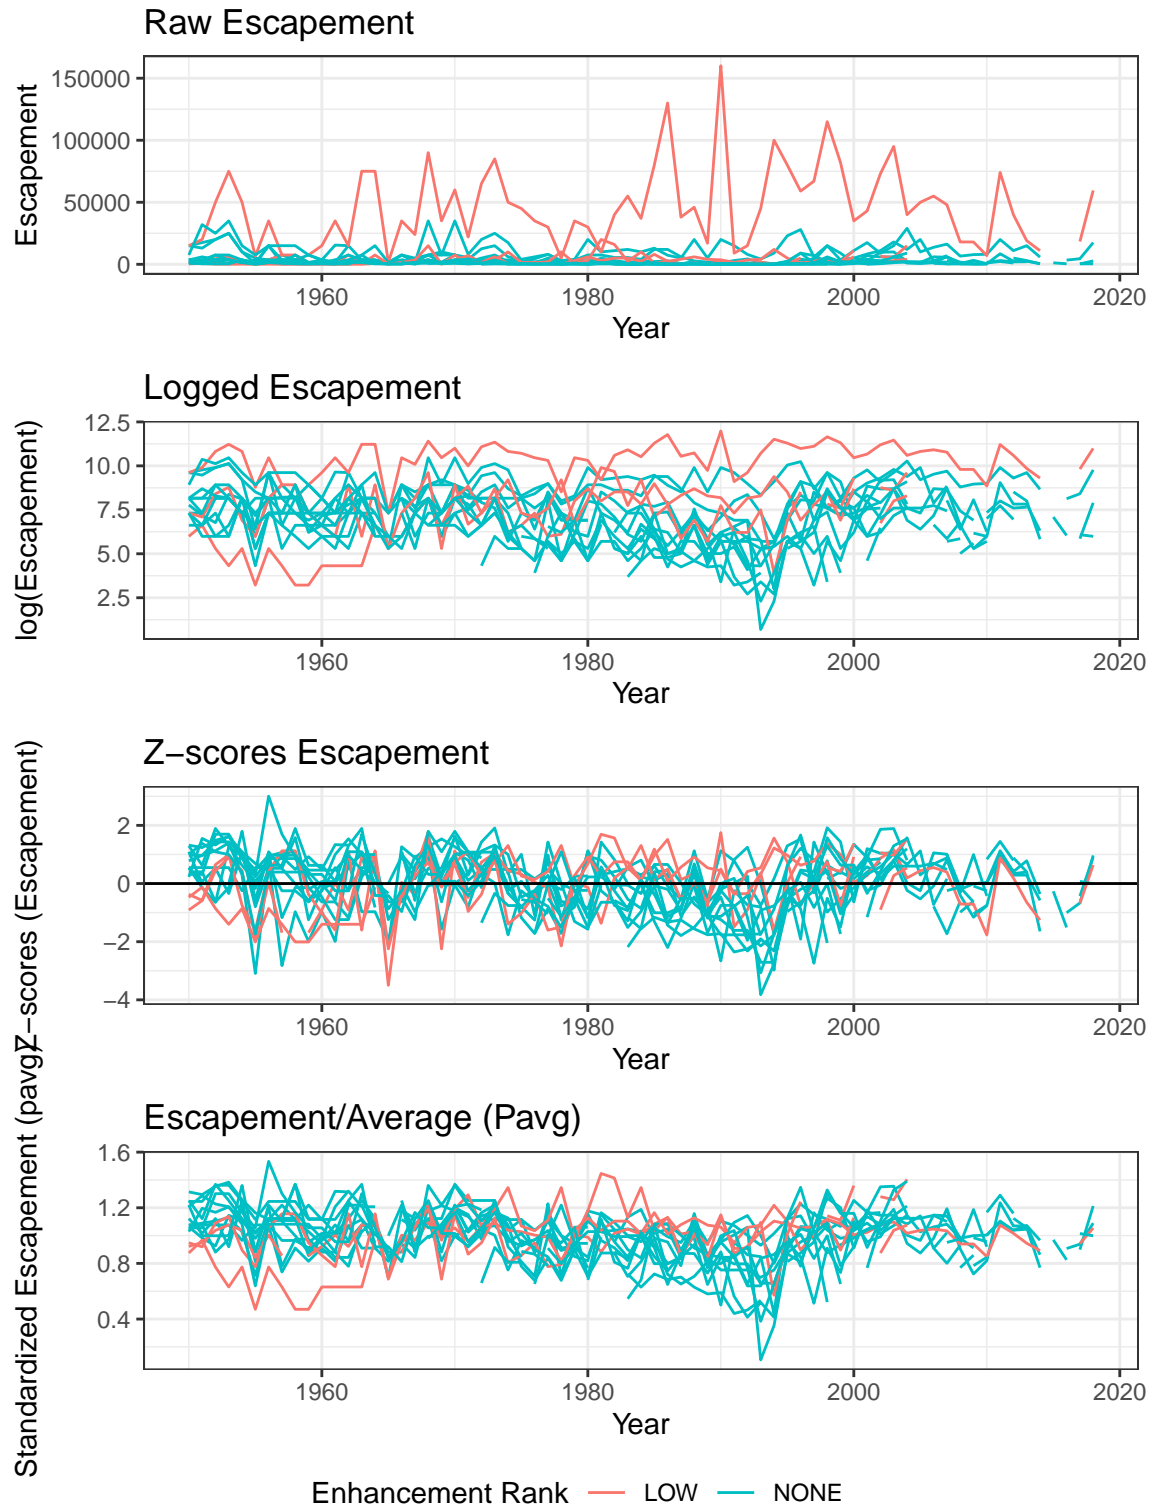 Raw Escapement
Escapement
150000
100000
50000
0
1960
1980
2000
2020
Year
Logged Escapement
log(Escapement)
12.5
10.0
7.5
5.0
2.5
1960
1980
2000
2020
Year
Z−scores Escapement
Z−scores (Escapement)
2
0
−2
−4
1960
1980
2000
2020
Year
Escapement/Average (Pavg)
Standardized Escapement (pavg)
1.6
1.2
0.8
0.4
1960
1980
2000
2020
Year
Enhancement Rank
LOW
NONE